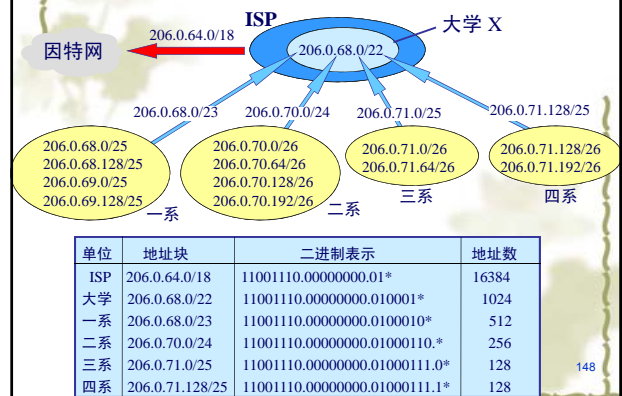 ISP
大学 X
206.0.64.0/18
因特网
206.0.68.0/22
206.0.68.0/23
206.0.70.0/24
206.0.71.0/25
206.0.71.128/25
206.0.68.0/25
206.0.68.128/25
206.0.69.0/25
206.0.69.128/25
一系
206.0.70.0/26
206.0.70.64/26
206.0.70.128/26
206.0.70.192/26
二系
206.0.71.0/26
206.0.71.64/26
三系
206.0.71.128/26
206.0.71.192/26
四系
单位 地址块 二进制表示 地址数
ISP 206.0.64.0/18 11001110.00000000.01* 16384
大学 206.0.68.0/22 11001110.00000000.010001* 1024
一系 206.0.68.0/23 11001110.00000000.0100010* 512
二系 206.0.70.0/24 11001110.00000000.01000110.* 256
三系 206.0.71.0/25 11001110.00000000.01000111.0* 128
四系 206.0.71.128/25 11001110.00000000.01000111.1* 128
148